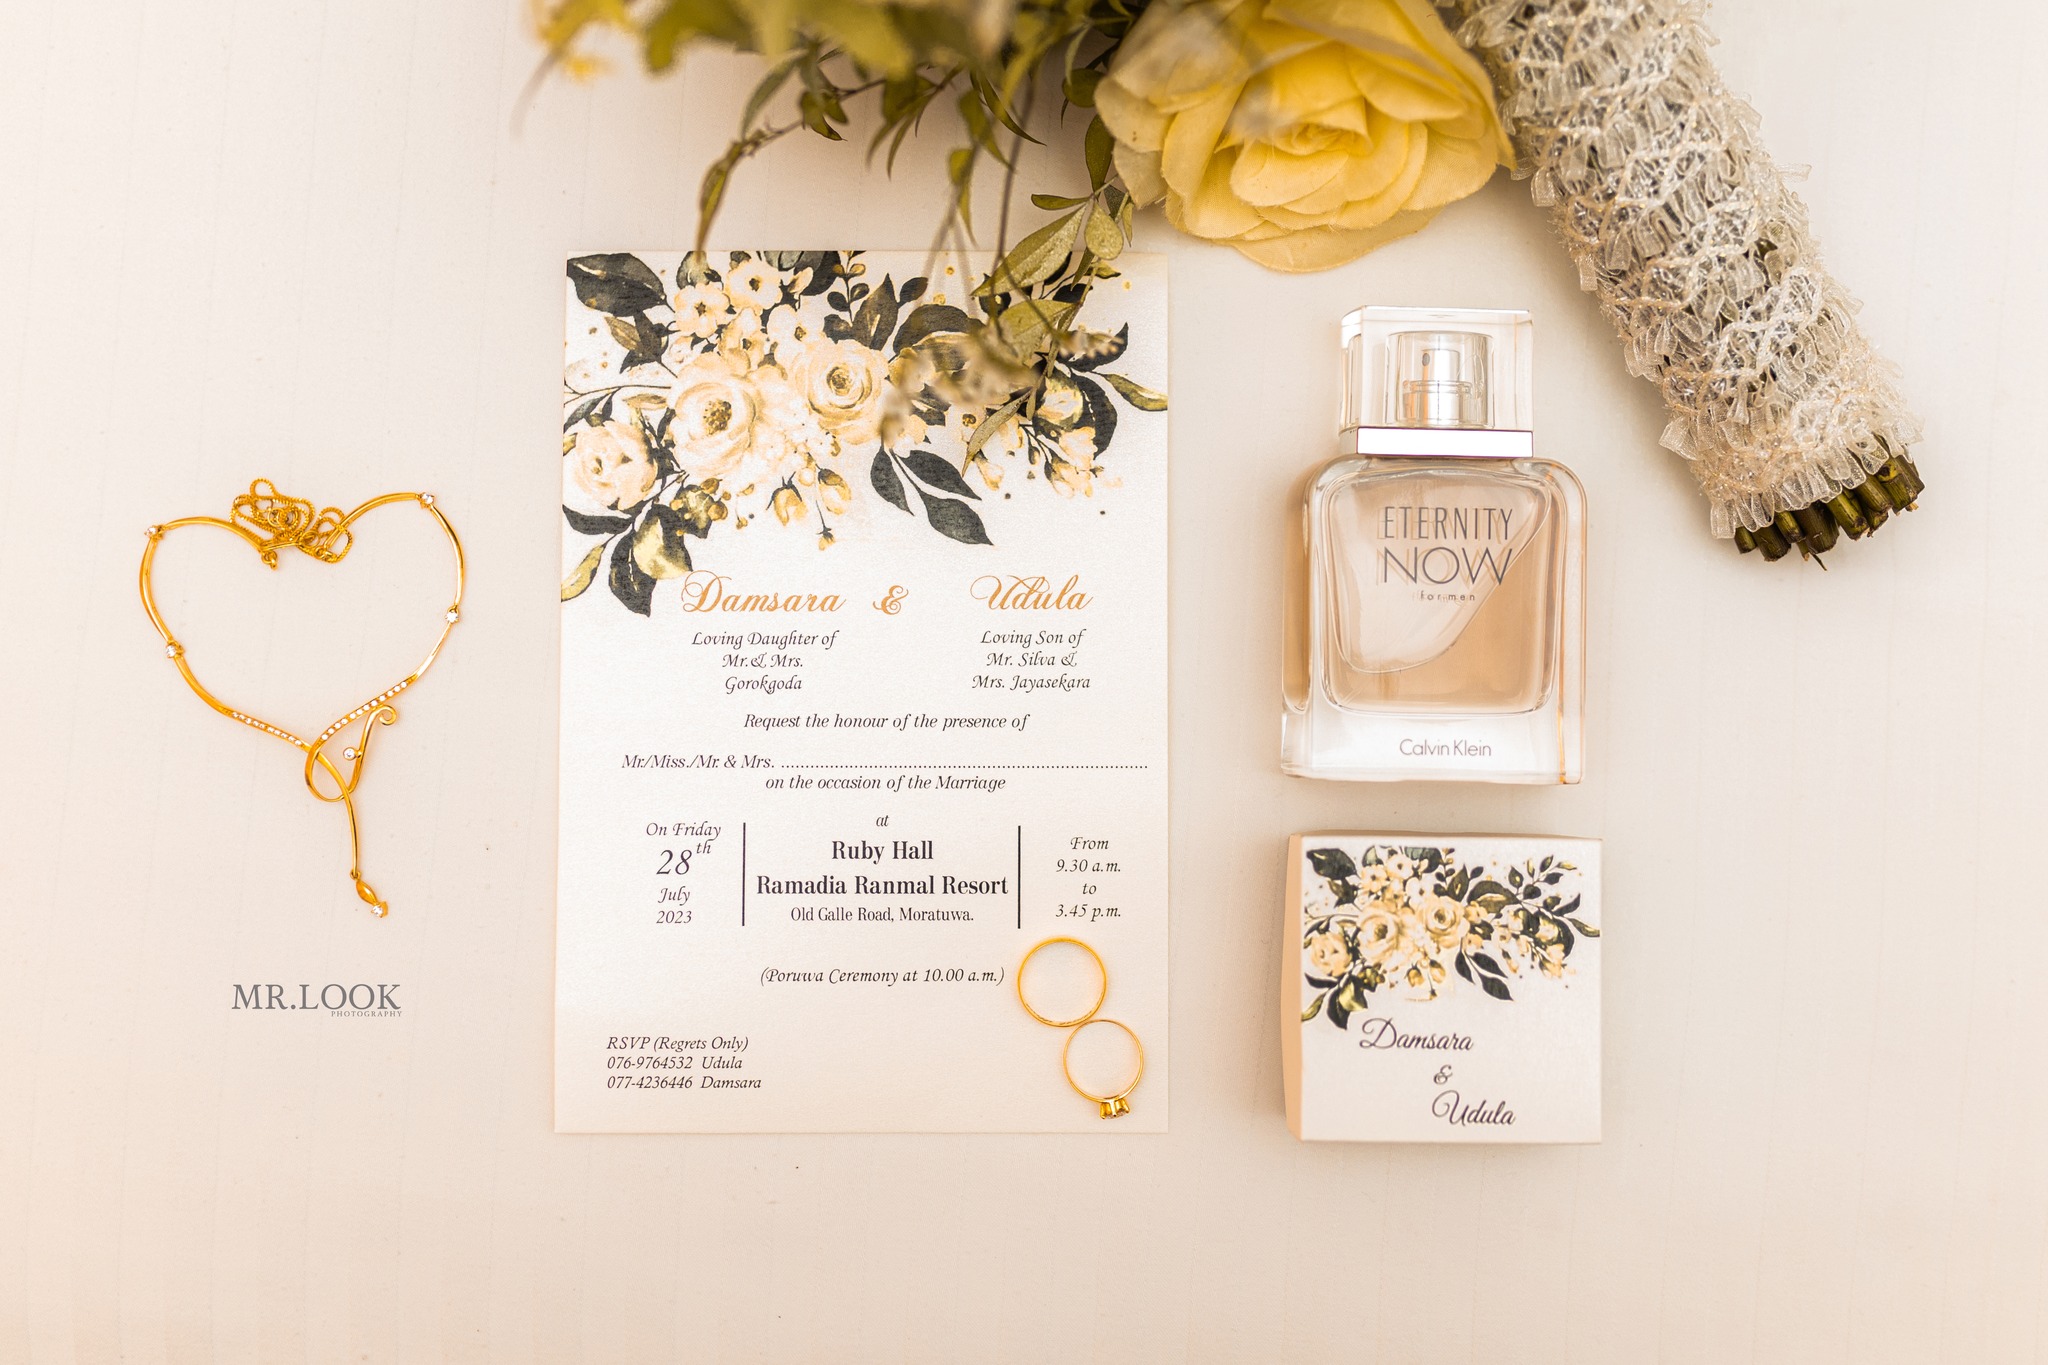 Damsara & Udula
Loving Daughter of
Mr.& Mrs.
Gorokgoda
Loving Son of
Mr. Silva &
Mrs. Jayasekara
Request the honour of the presence of
Mr./Miss./Mr. & Mrs. ............................................................................
on the occasion of the Marriage
On Friday
28th
July
2023
at
Ruby Hall
Ramadia Ranmal Resort
Old Galle Road, Moratuwa.
From
9.30 a.m.
to
3.45 p.m.
(Poruwa Ceremony at 10.00 a.m.)
RSVP (Regrets Only)
076-9764532 Udula
077-4236446 Damsara
ETERNITY
NOW
for men
Calvin Klein
Damsara
&
Udula
MR.LOOK
PHOTOGRAPHY